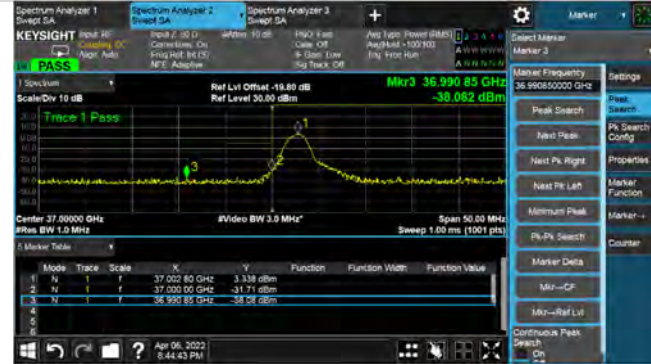 Spectrum Analyzer 1
Swept SA
Spectrum Analyzer 2
Swept SA
Spectrum Analyzer 3
Swept SA
+
Marker
KEYSIGHT
Input: RF
Coupling: DC
Align: Auto
Input Z: 50 Ω
Corrections: On
Freq Ref: Int (S)
NFE: Adaptive
PNO: Fast
Gate: Off
IF Gain: Low
Sig Track: Off
Avg Type: Power (RMS)
Avg|Hold: >100/100
Trig: Free Run
PASS
Select Marker
Marker 3
1 Spectrum
Scale/Div 10 dB
Ref Lvl Offset -19.80 dB
Ref Level 30.00 dBm
Mkr3 36.990 85 GHz
-38.082 dBm
Trace 1 Pass
1
2
3
Center 37.00000 GHz
#Res BW 1.0 MHz
#Video BW 3.0 MHz*
Span 50.00 MHz
Sweep 1.00 ms (1001 pts)
5 Marker Table
Mode Trace Scale X Y Function Function Width Function Value
1 N 1 f 37.002 80 GHz 3.338 dBm
2 N 1 f 37.000 00 GHz -31.71 dBm
3 N 1 f 36.990 85 GHz -38.08 dBm
4
5
6
Marker Frequency
36.990850000 GHz
Peak Search
Next Peak
Next Pk Right
Next Pk Left
Minimum Peak
Pk-Pk Search
Marker Delta
Mkr→CF
Mkr→Ref Lvl
Continuous Peak
Search
On
Settings
Peak
Search
Pk Search
Config
Properties
Marker
Function
Marker→
Counter
?
Apr 06, 2022
8:44:43 PM